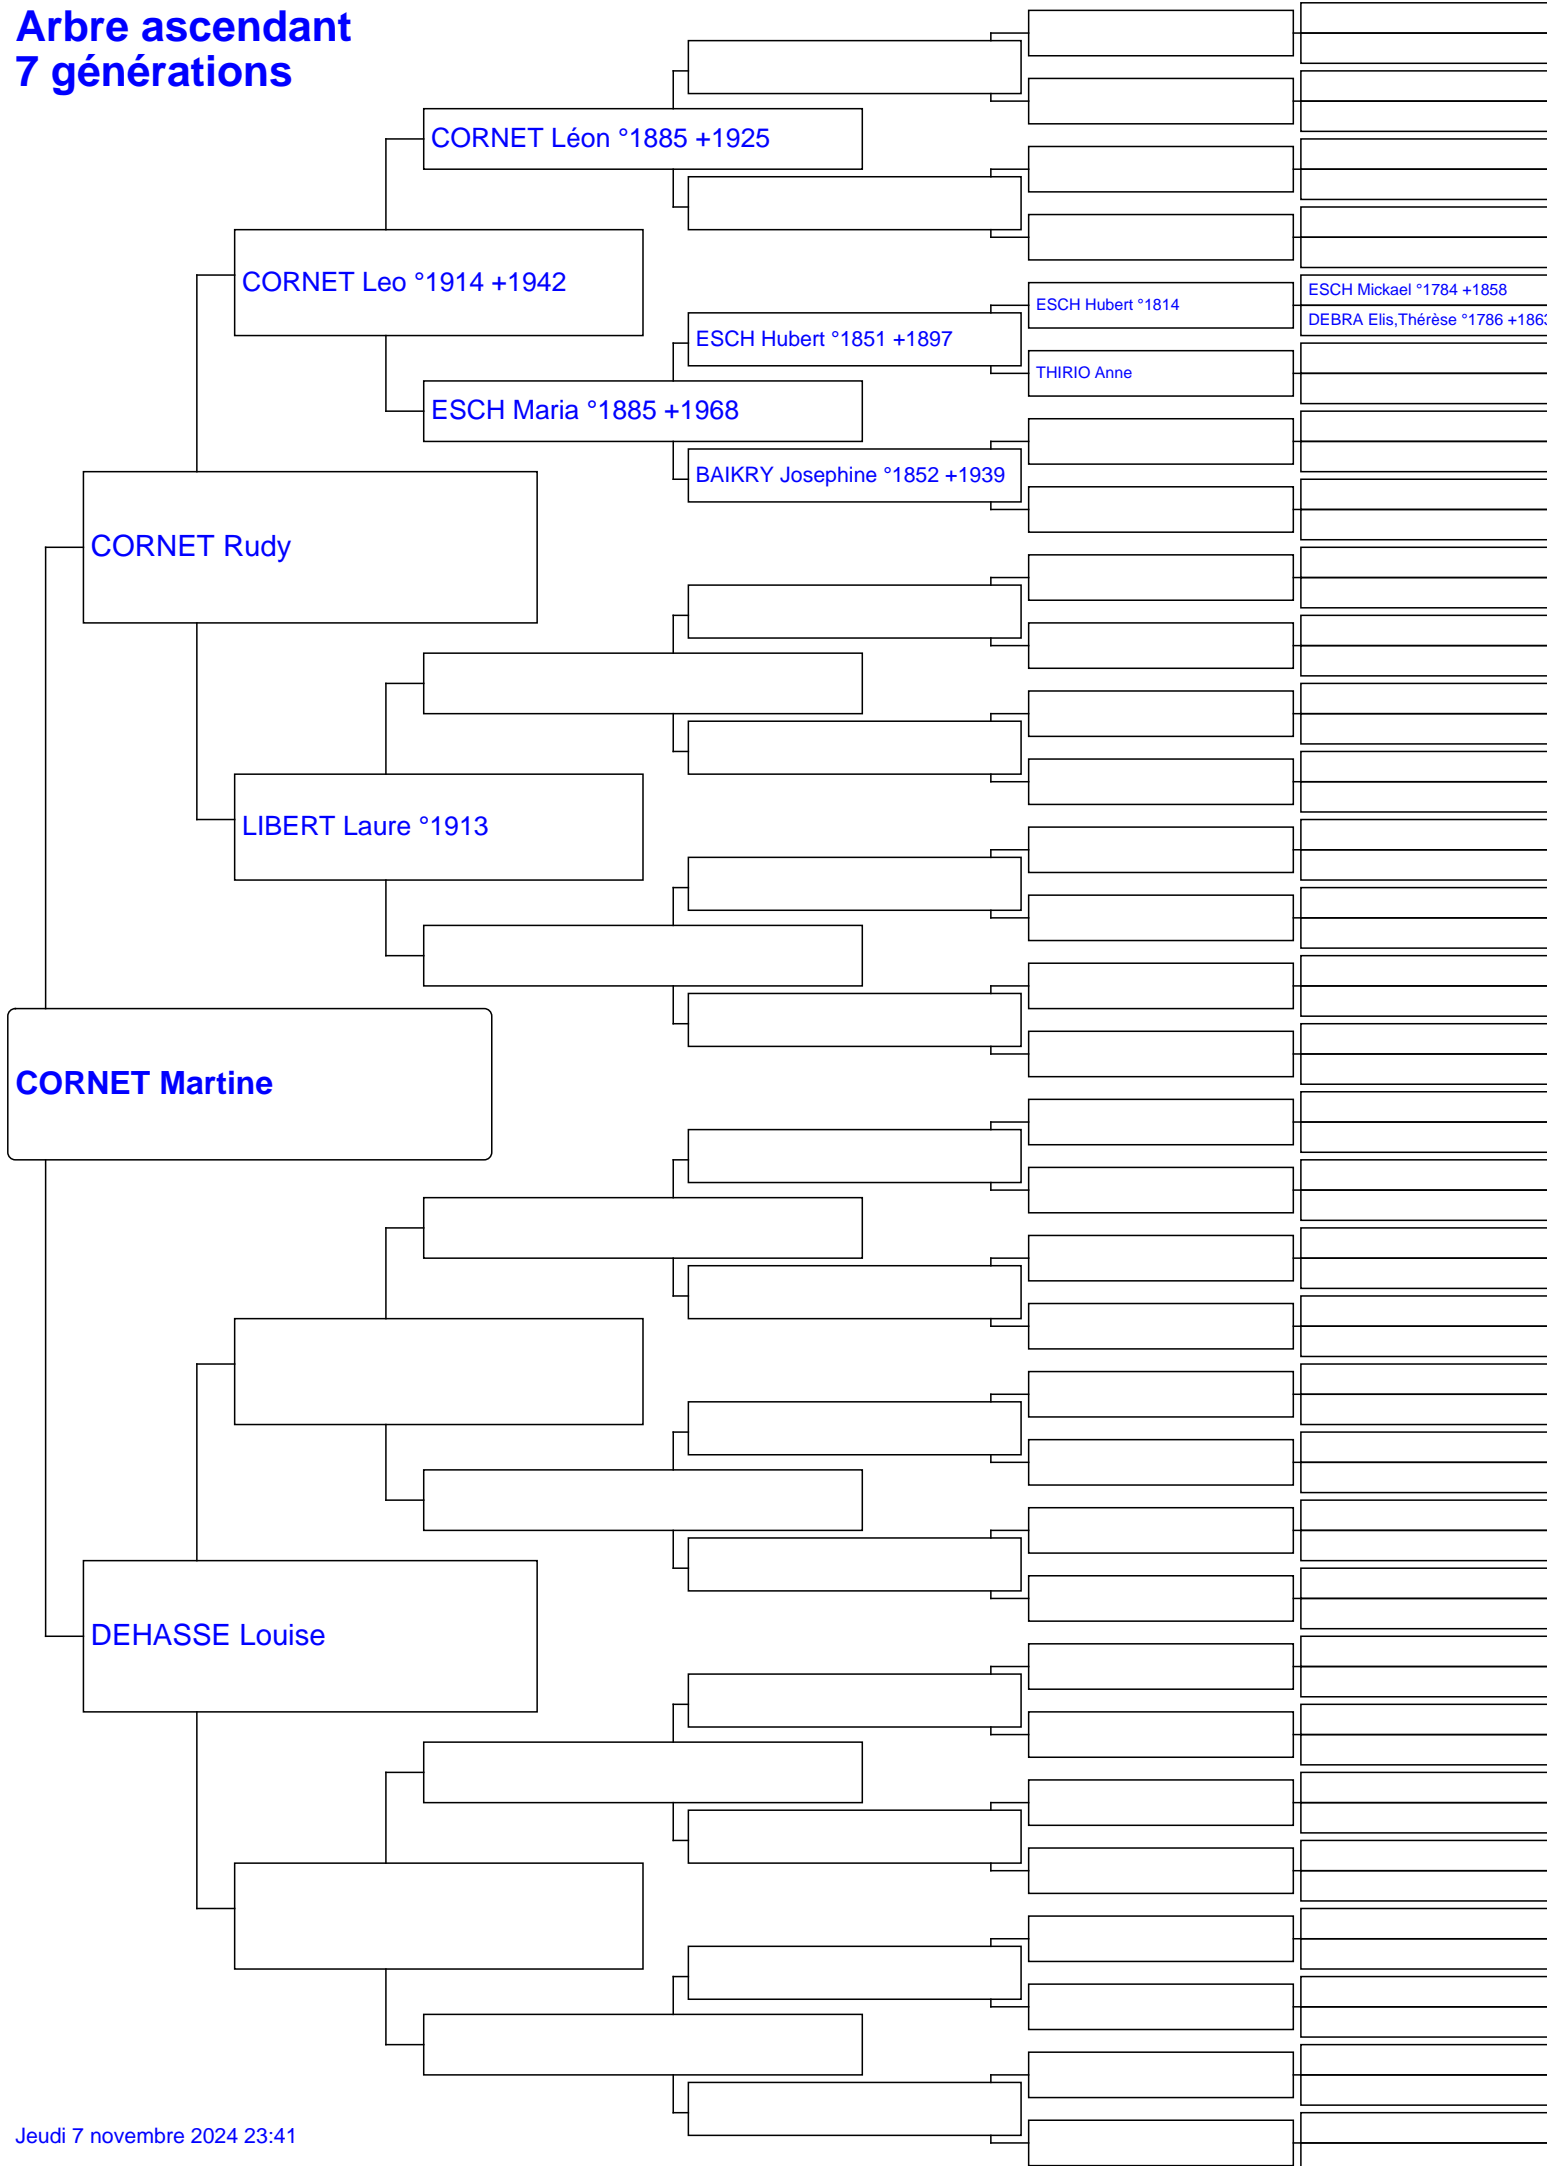 Arbre ascendant
7 générations
CORNET Léon °1885 +1925
CORNET Leo °1914 +1942
ESCH Mickael °1784 +1858
ESCH Hubert °1814
DEBRA Elis,Thérèse °1786 +1863
ESCH Hubert °1851 +1897
THIRIO Anne
ESCH Maria °1885 +1968
BAIKRY Josephine °1852 +1939
CORNET Rudy
LIBERT Laure °1913
CORNET Martine
DEHASSE Louise
Jeudi 7 novembre 2024 23:41